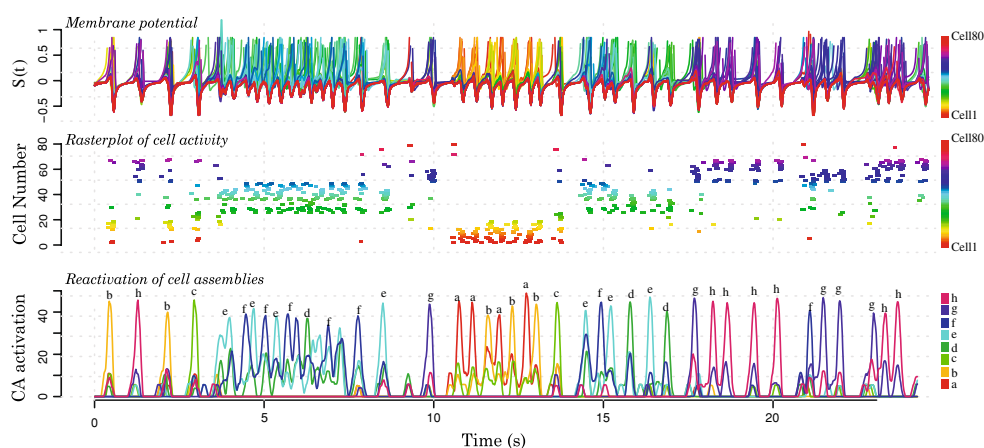 Membrane potential
S(t)
1
0.5
0
−0.5
Cell80
Cell1
Rasterplot of cell activity
Cell Number
80
60
40
20
0
Cell80
Cell1
Reactivation of cell assemblies
CA activation
40
20
0
b h b c e f e f e f d f f e g a a b a b a b c e f e d e d g h h h h f g g g h h
h
g
f
e
d
c
b
a
0 5 10 15 20
Time (s)